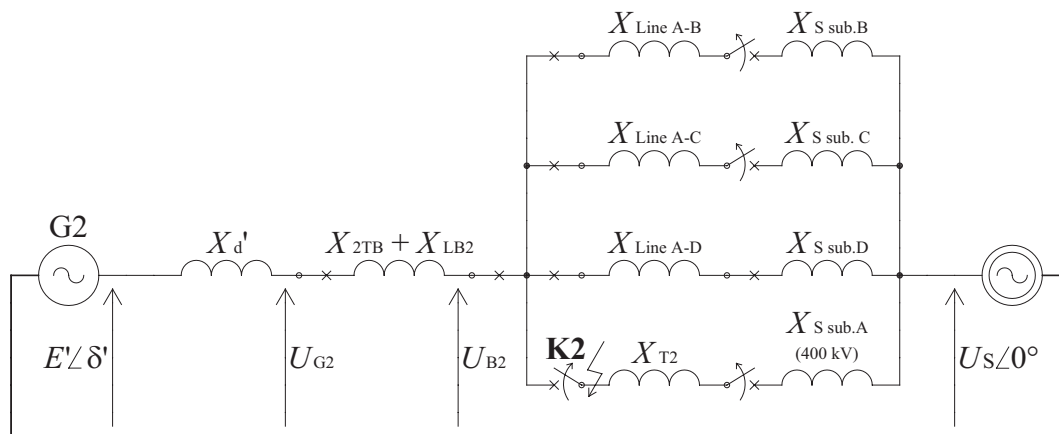 X Line A-B X S sub.B
X Line A-C X S sub. C
G2 X d' X 2TB + X LB2 X Line A-D X S sub.D
K2 X T2 X S sub.A
(400 kV)
E'∠δ' U G2 U B2 U S∠0°